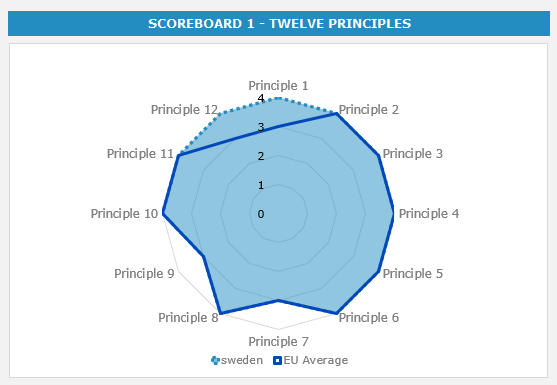 SCOREBOARD 1 - TWELVE PRINCIPLES
Principle 1
4
Principle 12
Principle 2
3
Principle 11
Principle 3
2
1
Principle 10
0
Principle 4
Principle 9
Principle 5
Principle 8
Principle 6
Principle 7
sweden
EU Average